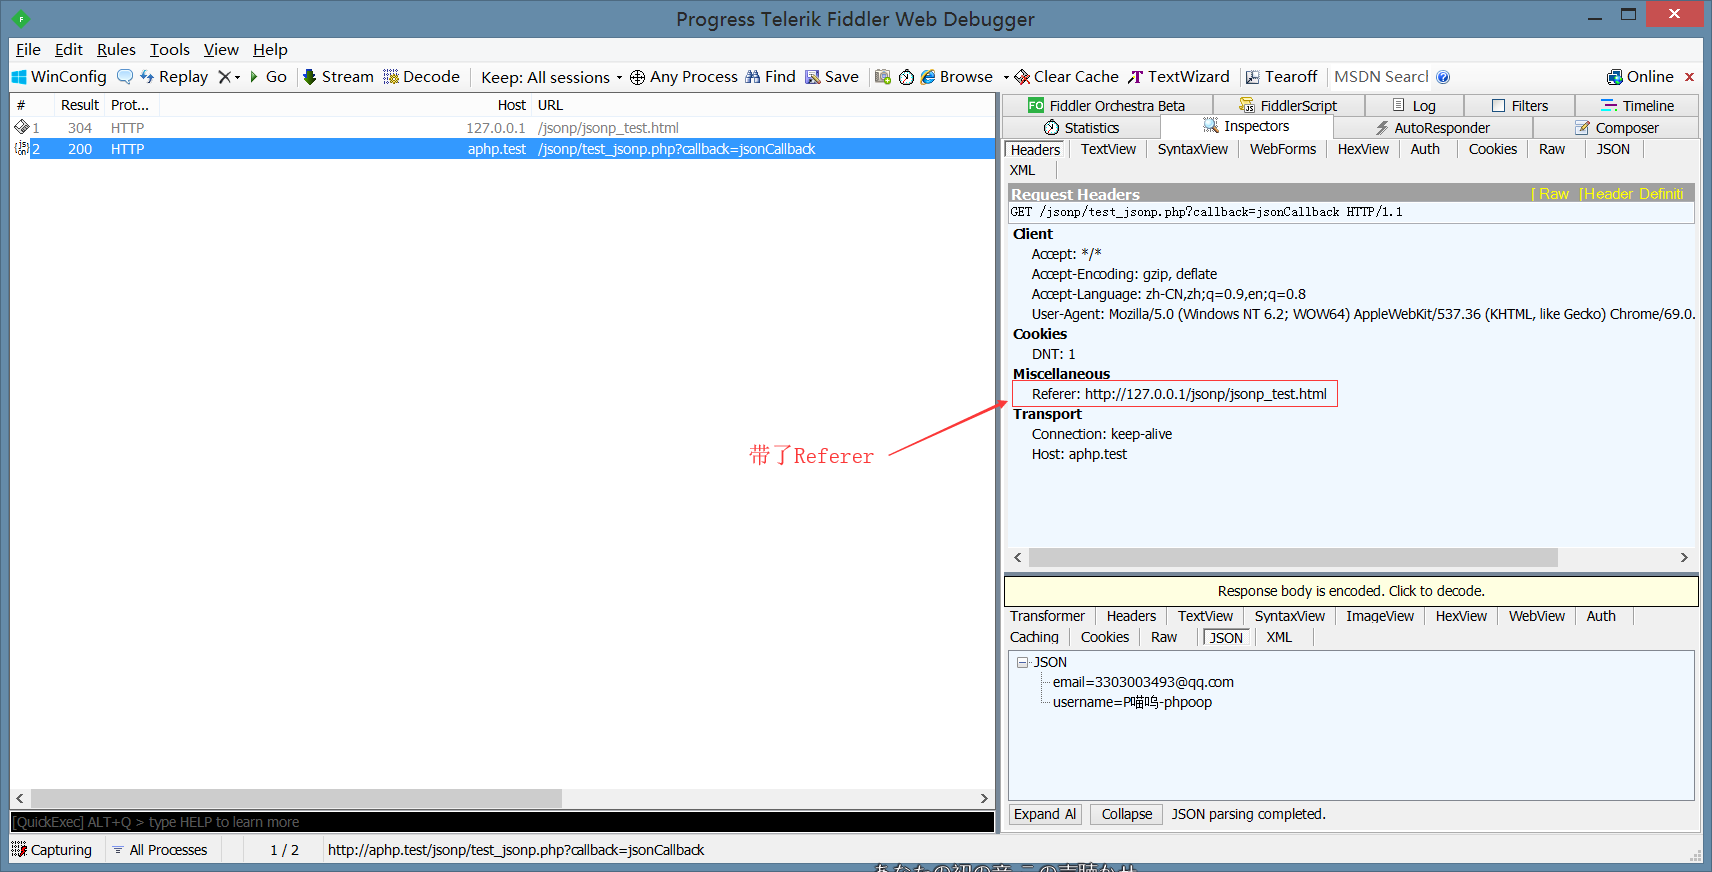 Progress Telerik Fiddler Web Debugger
File Edit Rules Tools View Help
WinConfig Replay X Go Stream Decode Keep: All sessions Any Process Find Save Browse Clear Cache TextWizard Tearoff MSDN Searcl Online x
# Result Prot... Host URL
1 304 HTTP 127.0.0.1 /jsonp/jsonp_test.html
2 200 HTTP aphp.test /jsonp/test_jsonp.php?callback=jsonCallback
FO Fiddler Orchestra Beta FiddlerScript Log Filters Timeline
Statistics Inspectors AutoResponder Composer
Headers TextView SyntaxView WebForms HexView Auth Cookies Raw JSON
XML
Request Headers [ Raw [Header Definiti
GET /jsonp/test_jsonp.php?callback=jsonCallback HTTP/1.1
Client
Accept: */*
Accept-Encoding: gzip, deflate
Accept-Language: zh-CN,zh;q=0.9,en;q=0.8
User-Agent: Mozilla/5.0 (Windows NT 6.2; WOW64) AppleWebKit/537.36 (KHTML, like Gecko) Chrome/69.0.
Cookies
DNT: 1
Miscellaneous
Referer: http://127.0.0.1/jsonp/jsonp_test.html
Transport
Connection: keep-alive
Host: aphp.test
带了Referer
Response body is encoded. Click to decode.
Transformer Headers TextView SyntaxView ImageView HexView WebView Auth
Caching Cookies Raw JSON XML
JSON
email=3303003493@qq.com
username=P喵呜-phpoop
Expand Al Collapse JSON parsing completed.
[QuickExec] ALT+Q > type HELP to learn more
Capturing All Processes 1 / 2 http://aphp.test/jsonp/test_jsonp.php?callback=jsonCallback